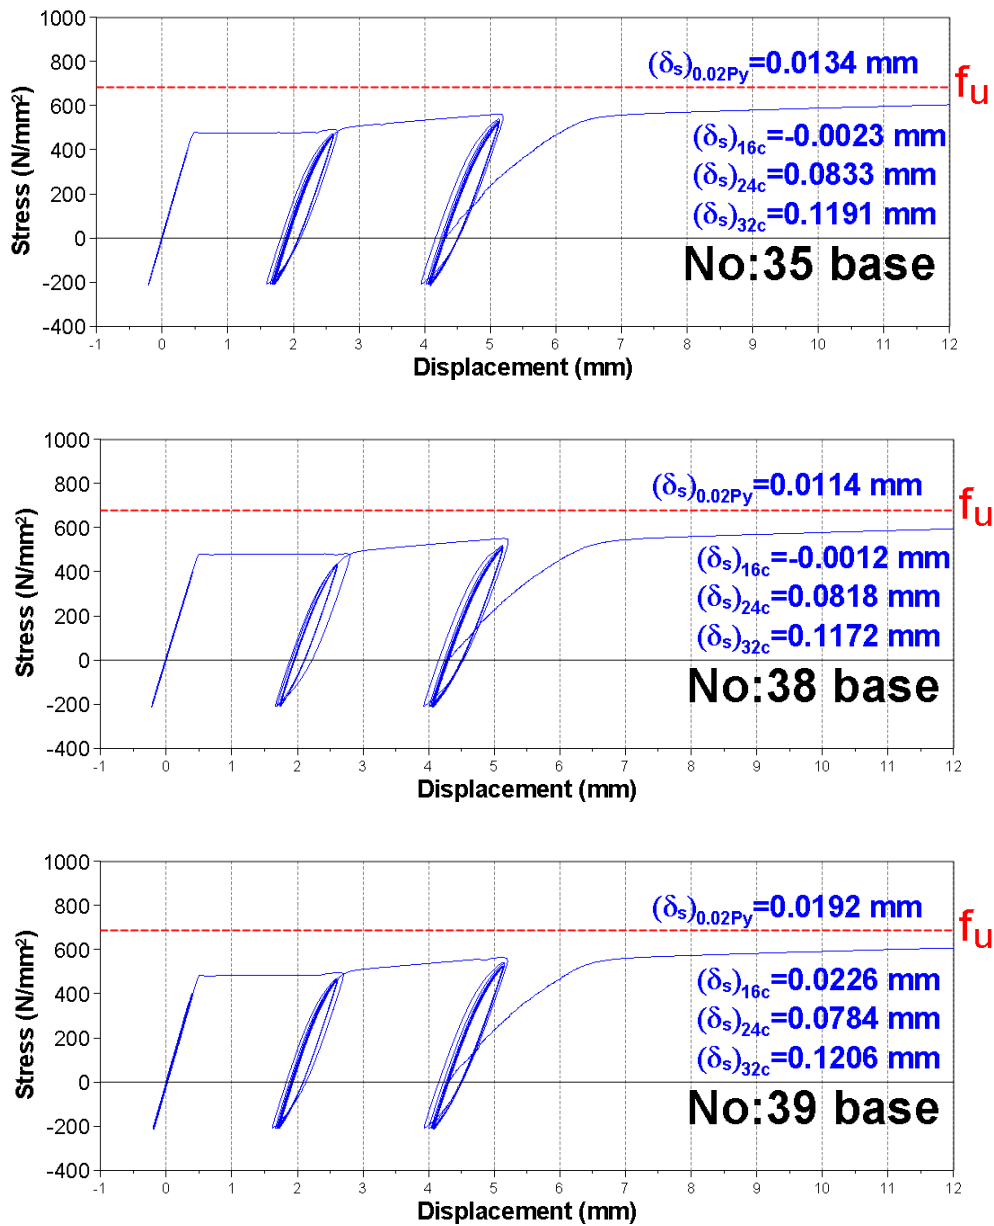 1000
(δs)0.02Py=0.0134 mm
800
fu
600
(δs)16c=-0.0023 mm
400
(δs)24c=0.0833 mm
200
(δs)32c=0.1191 mm
0
No:35 base
-200
-400
Stress (N/mm²)
-1 0 1 2 3 4 5 6 7 8 9 10 11 12
Displacement (mm)
1000
(δs)0.02Py=0.0114 mm
800
fu
600
(δs)16c=-0.0012 mm
400
(δs)24c=0.0818 mm
200
(δs)32c=0.1172 mm
0
No:38 base
-200
-400
Stress (N/mm²)
-1 0 1 2 3 4 5 6 7 8 9 10 11 12
Displacement (mm)
1000
(δs)0.02Py=0.0192 mm
800
fu
600
(δs)16c=0.0226 mm
400
(δs)24c=0.0784 mm
200
(δs)32c=0.1206 mm
0
No:39 base
-200
-400
Stress (N/mm²)
-1 0 1 2 3 4 5 6 7 8 9 10 11 12
Displacement (mm)